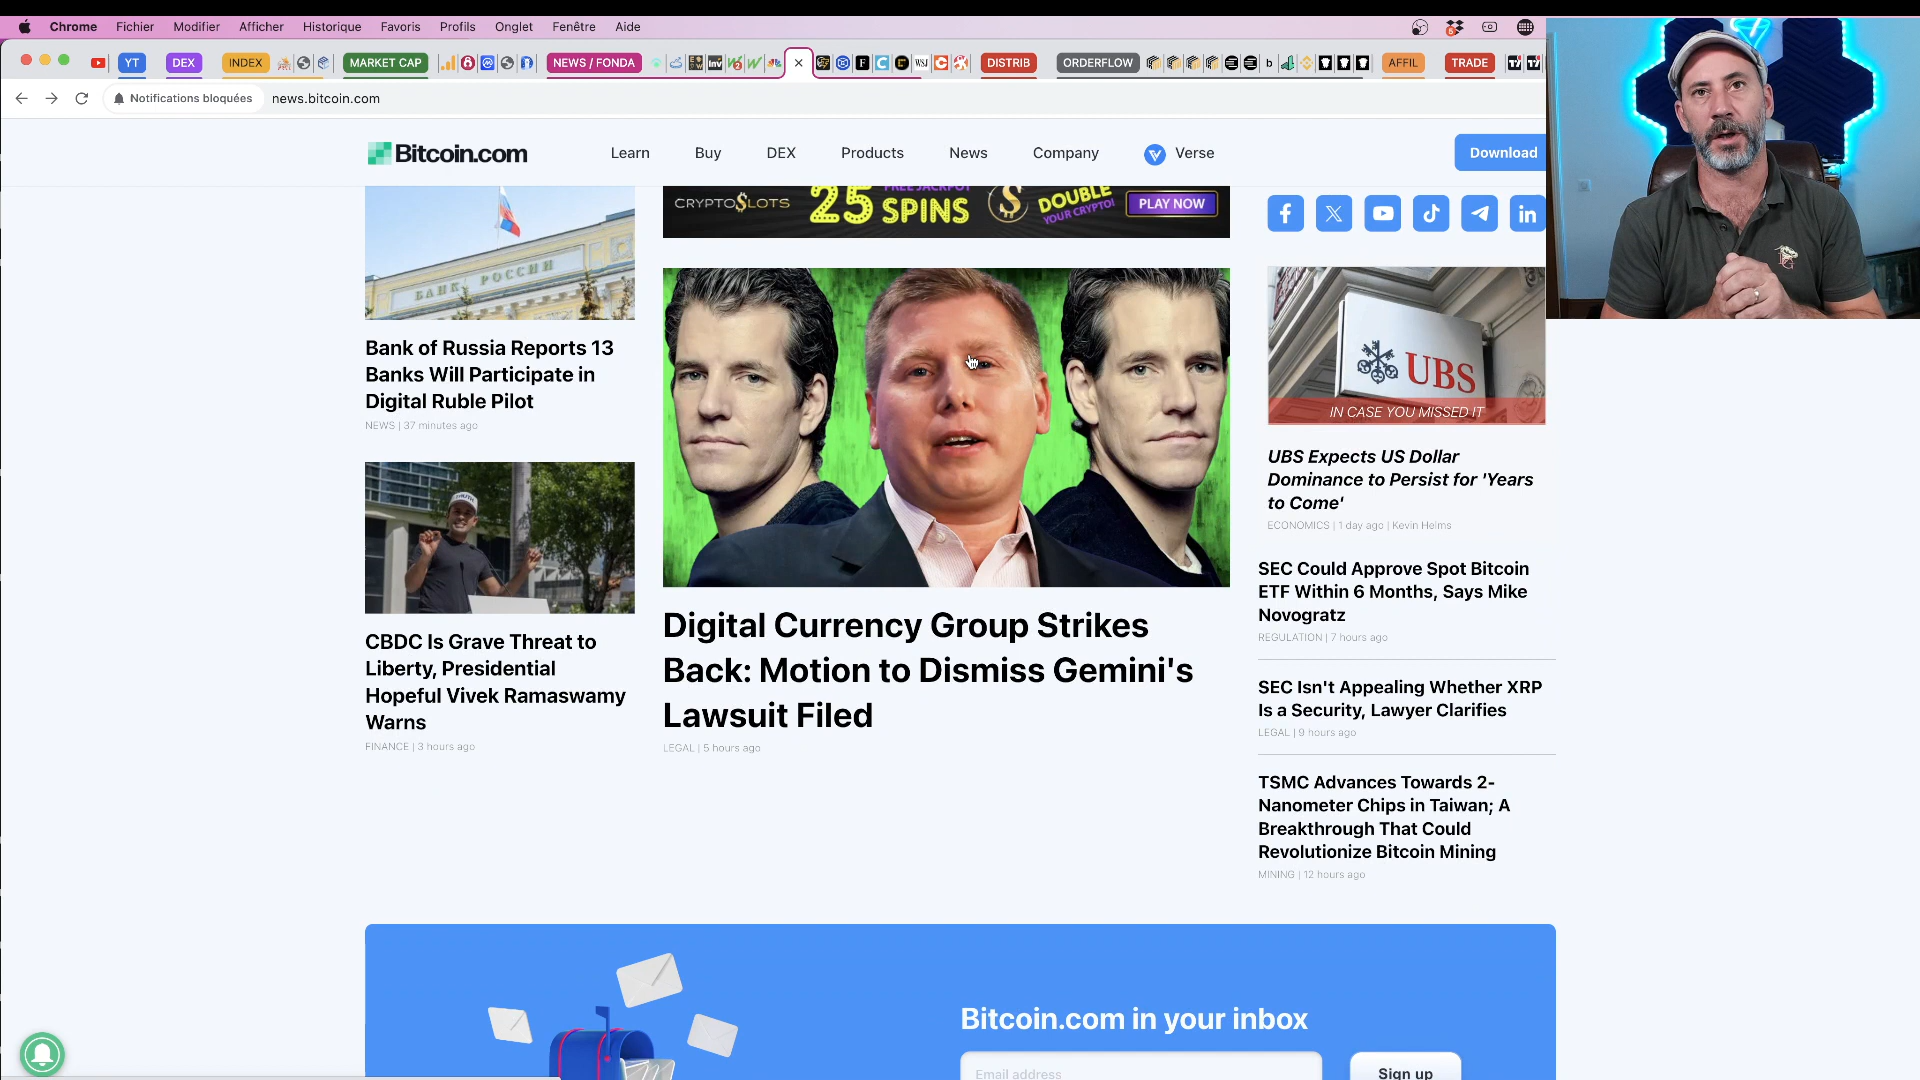 Chrome Fichier Modifier Afficher Historique Favoris Profils Onglet Fenêtre Aide
YT DEX INDEX MARKET CAP NEWS / FONDA WSJ DISTRIB ORDERFLOW b AFFIL TRADE
Notifications bloquées news.bitcoin.com
Bitcoin.com Learn Buy DEX Products News Company Verse Download
CRYPTOSLOTS 25 FREE JACKPOT SPINS DOUBLE YOUR CRYPTO! PLAY NOW
БАНК РОССИИ
Bank of Russia Reports 13
Banks Will Participate in
Digital Ruble Pilot
NEWS | 37 minutes ago
TRUTH
CBDC Is Grave Threat to
Liberty, Presidential
Hopeful Vivek Ramaswamy
Warns
FINANCE | 3 hours ago
Digital Currency Group Strikes
Back: Motion to Dismiss Gemini's
Lawsuit Filed
LEGAL | 5 hours ago
UBS
IN CASE YOU MISSED IT
UBS Expects US Dollar
Dominance to Persist for 'Years
to Come'
ECONOMICS | 1 day ago | Kevin Helms
SEC Could Approve Spot Bitcoin
ETF Within 6 Months, Says Mike
Novogratz
REGULATION | 7 hours ago
SEC Isn't Appealing Whether XRP
Is a Security, Lawyer Clarifies
LEGAL | 9 hours ago
TSMC Advances Towards 2-
Nanometer Chips in Taiwan; A
Breakthrough That Could
Revolutionize Bitcoin Mining
MINING | 12 hours ago
Bitcoin.com in your inbox
Email address
Sign up